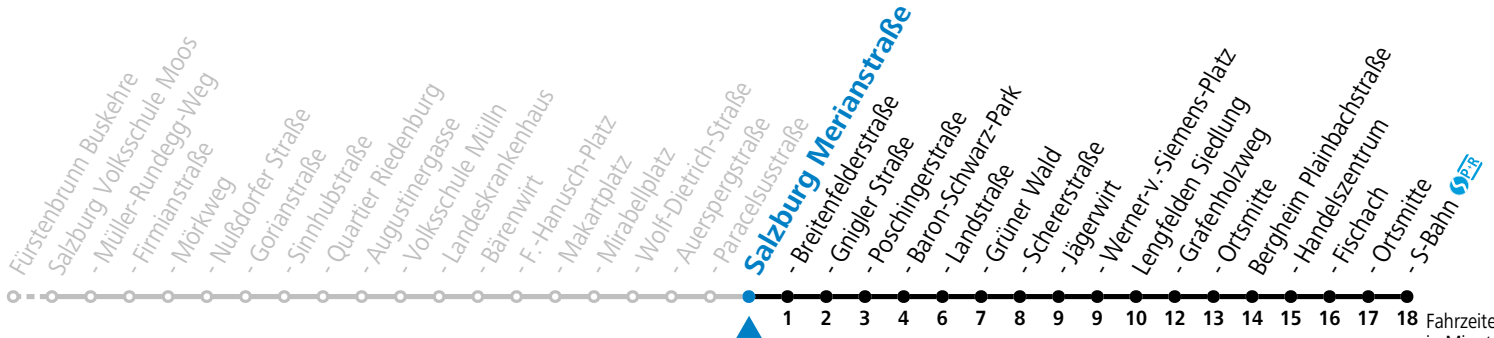 Fürstenbrunn Buskehre
Salzburg Volksschule Moos
- Müller-Rundegg-Weg
- Firmianstraße
- Mörkweg
- Nußdorfer Straße
- Gorianstraße
- Sinnhubstraße
- Quartier Riedenburg
- Augustinergasse
- Volksschule Mülln
- Landeskrankenhaus
- Bärenwirt
- F.-Hanusch-Platz
- Makartplatz
- Mirabellplatz
- Wolf-Dietrich-Straße
- Auerspergstraße
- Paracelsusstraße
Salzburg Merianstraße
- Breitenfelderstraße
- Gnigler Straße
- Poschingerstraße
- Baron-Schwarz-Park
- Landstraße
- Grüner Wald
- Schererstraße
- Jägerwirt
- Werner-v.-Siemens-Platz
Lengfelden Siedlung
- Grafenholzweg
- Ortsmitte
Bergheim Plainbachstraße
- Handelszentrum
- Fischach
- Ortsmitte
- S-Bahn S P+R
1 2 3 4 6 7 8 9 9 10 12 13 14 15 16 17 18 Fahrzeite